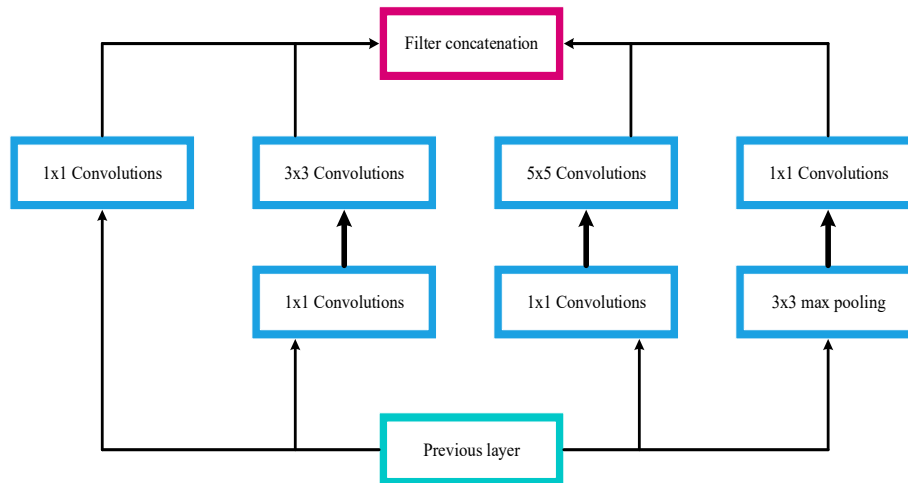 Filter concatenation
1x1 Convolutions
3x3 Convolutions
5x5 Convolutions
1x1 Convolutions
1x1 Convolutions
1x1 Convolutions
3x3 max pooling
Previous layer